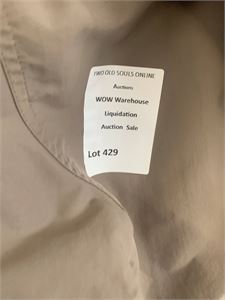 TWO OLD SOULS ONLINE
Auctions
WOW Warehouse
Liquidation
Auction Sale
Lot 429